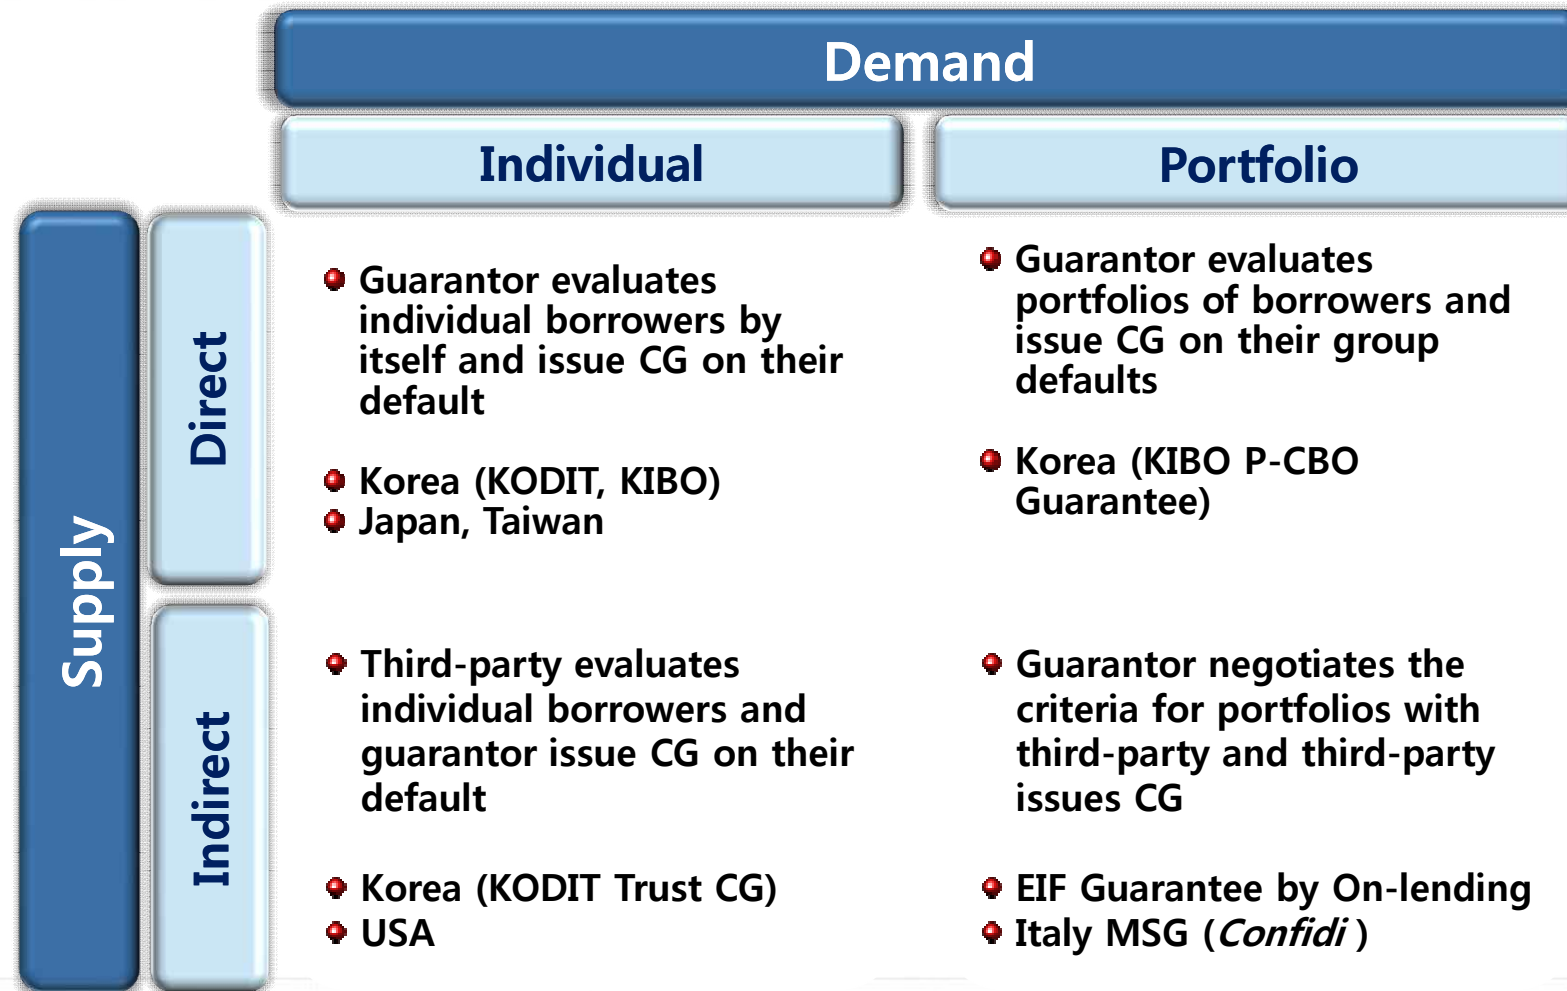 Demand
Individual
Portfolio
Supply
Direct
Guarantor evaluates
individual borrowers by
itself and issue CG on their
default
Korea (KODIT, KIBO)
Japan, Taiwan
Guarantor evaluates
portfolios of borrowers and
issue CG on their group
defaults
Korea (KIBO P-CBO
Guarantee)
Indirect
Third-party evaluates
individual borrowers and
guarantor issue CG on their
default
Korea (KODIT Trust CG)
USA
Guarantor negotiates the
criteria for portfolios with
third-party and third-party
issues CG
EIF Guarantee by On-lending
Italy MSG (Confidi )